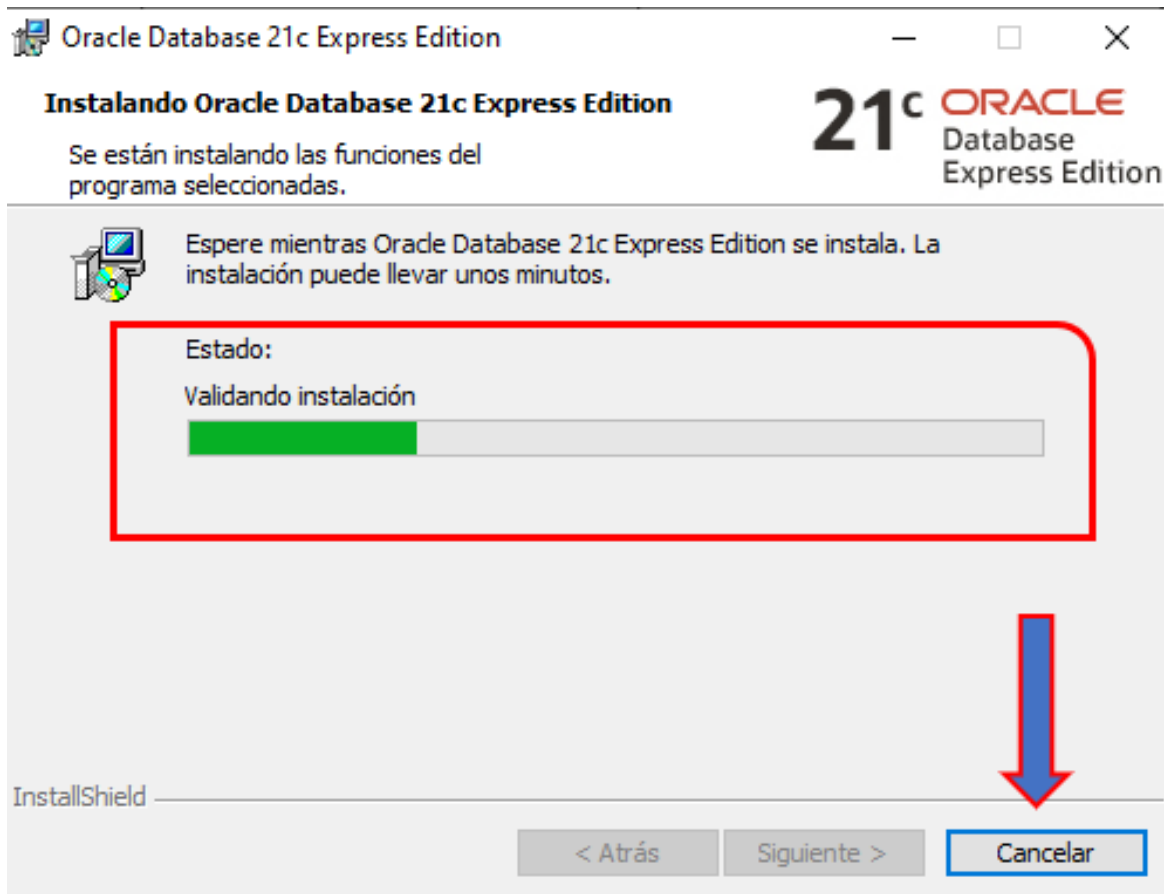 Oracle Database 21c Express Edition
Instalando Oracle Database 21c Express Edition
Se están instalando las funciones del
programa seleccionadas.
21c ORACLE
Database
Express Edition
Espere mientras Oracle Database 21c Express Edition se instala. La
instalación puede llevar unos minutos.
Estado:
Validando instalación
InstallShield
< Atrás
Siguiente >
Cancelar